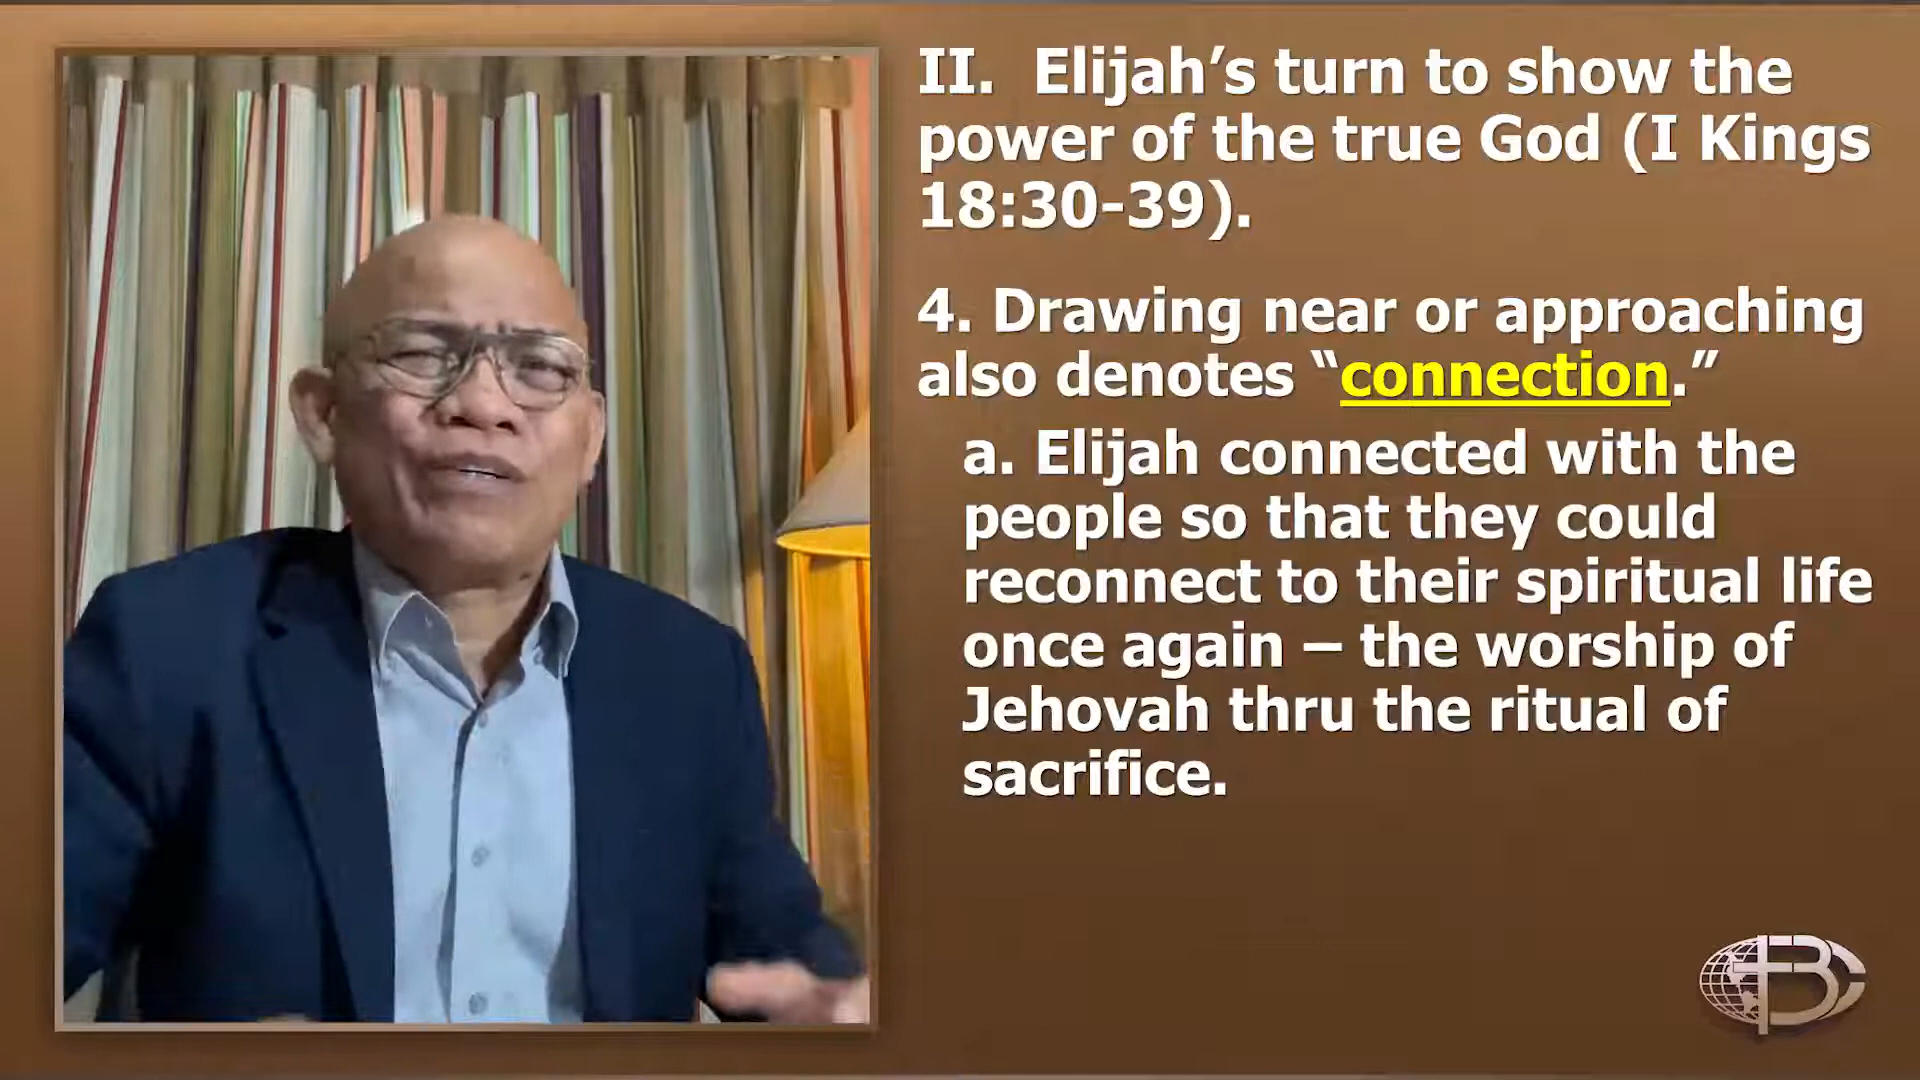 II.  Elijah’s turn to show the
power of the true God (I Kings
18:30-39).
4. Drawing near or approaching
also denotes “connection.”
a. Elijah connected with the
people so that they could
reconnect to their spiritual life
once again – the worship of
Jehovah thru the ritual of
sacrifice.
FBC